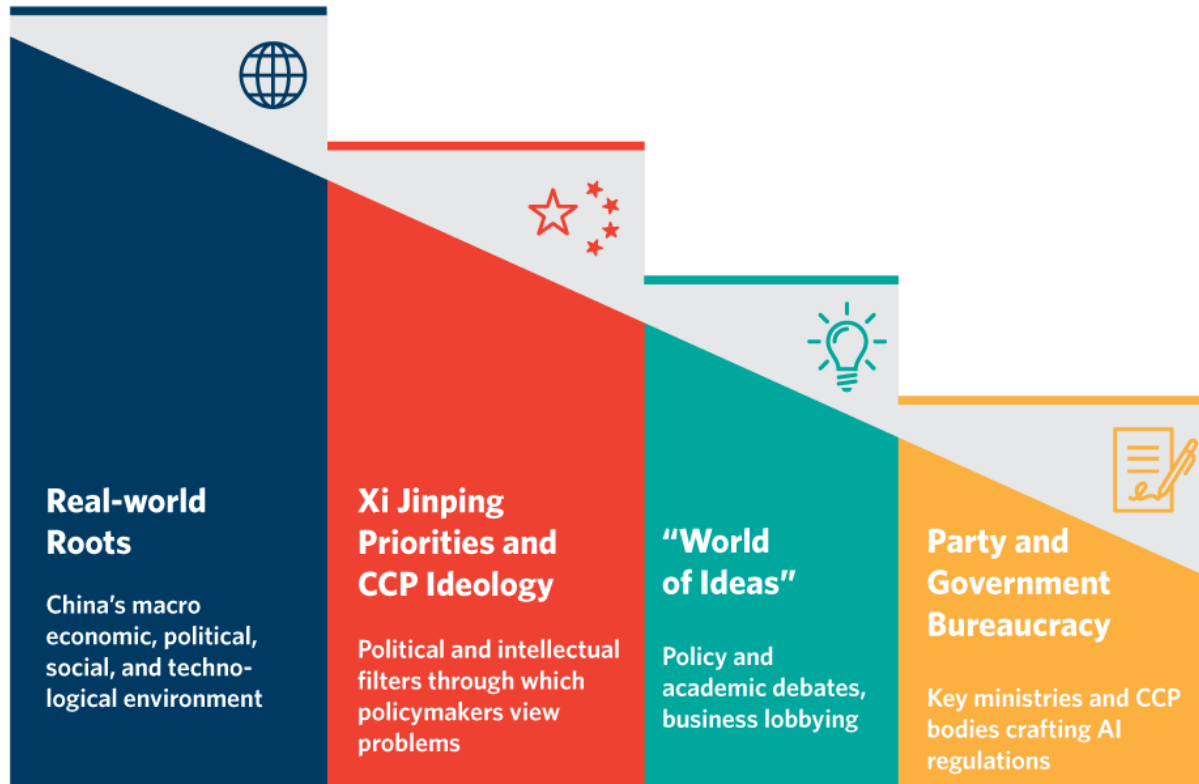 Real-world
Roots
China’s macro
economic, political,
social, and techno-
logical environment
Xi Jinping
Priorities and
CCP Ideology
Political and intellectual
filters through which
policymakers view
problems
“World
of Ideas”
Policy and
academic debates,
business lobbying
Party and
Government
Bureaucracy
Key ministries and CCP
bodies crafting AI
regulations